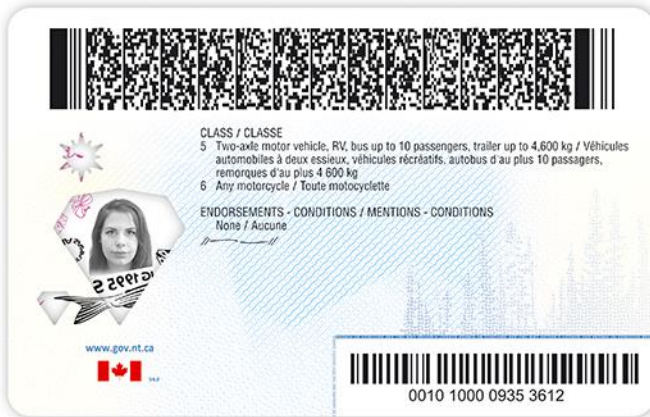 CLASS / CLASSE
5 Two-axle motor vehicle, RV, bus up to 10 passengers, trailer up to 4,600 kg / Véhicules
automobiles à deux essieux, véhicules récréatifs. autobus d'au plus 10 passagers,
remorques d'au plus 4 600 kg
6 Any motorcycle / Toute motocyclette
ENDORSEMENTS - CONDITIONS / MENTIONS - CONDITIONS
None / Aucune
www.gov.nt.ca
0010 1000 0935 3612